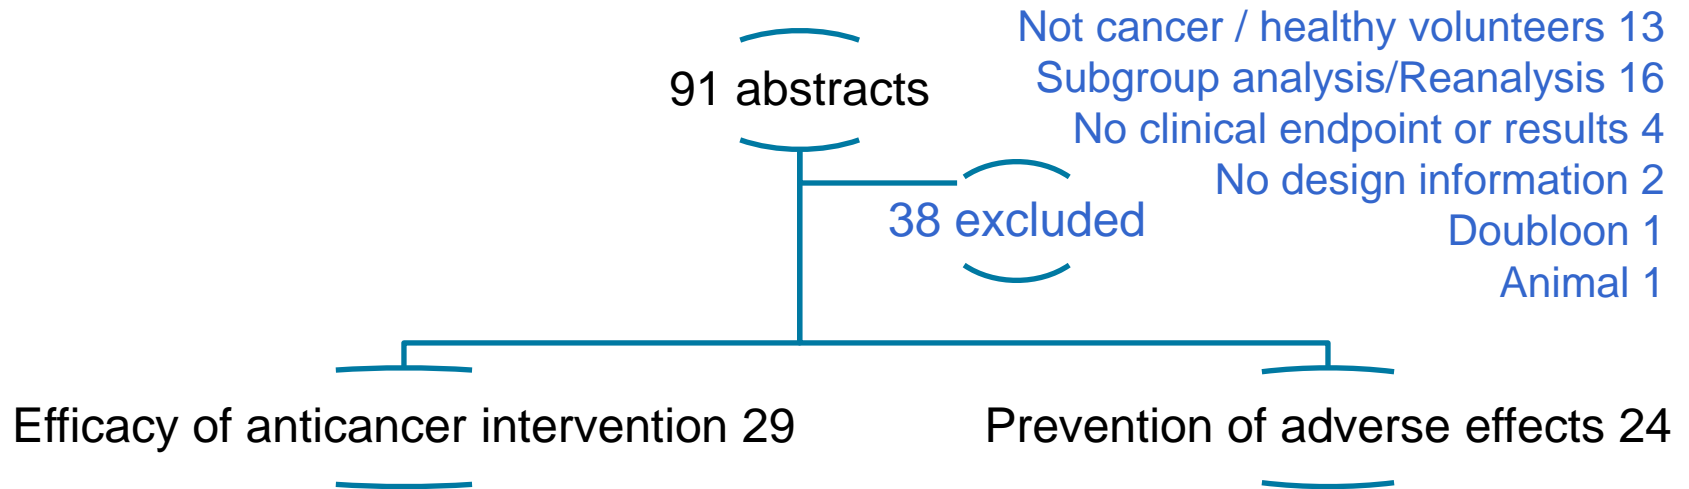 91 abstracts
Not cancer / healthy volunteers 13
Subgroup analysis/Reanalysis 16
No clinical endpoint or results 4
No design information 2
Doubloon 1
Animal 1
38 excluded
Efficacy of anticancer intervention 29
Prevention of adverse effects 24